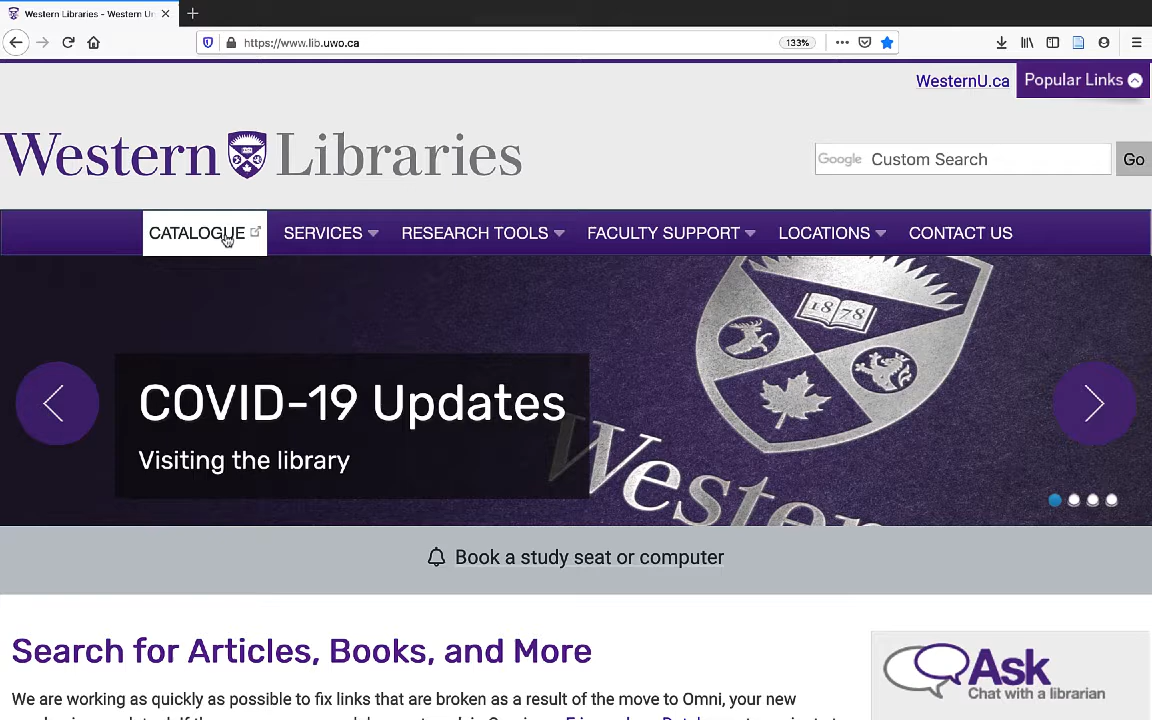 Western Libraries - Western Un
https://www.lib.uwo.ca
133%
WesternU.ca
Popular Links
Western Libraries
Google Custom Search
Go
CATALOGUE
SERVICES
RESEARCH TOOLS
FACULTY SUPPORT
LOCATIONS
CONTACT US
1878
COVID-19 Updates
Visiting the library
Western
Book a study seat or computer
Search for Articles, Books, and More
We are working as quickly as possible to fix links that are broken as a result of the move to Omni, your new
Ask
Chat with a librarian